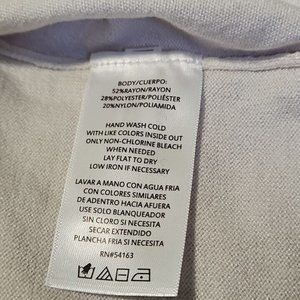 BODY/CUERPO:
52%RAYON/RAYON
28%POLYESTER/POLIÉSTER
20%NYLON/POLIAMIDA
HAND WASH COLD
WITH LIKE COLORS INSIDE OUT
ONLY NON-CHLORINE BLEACH
WHEN NEEDED
LAY FLAT TO DRY
LOW IRON IF NECESSARY
LAVAR A MANO CON AGUA FRIA
CON COLORES SIMILARES
DE ADENTRO HACIA AFUERA
USE SOLO BLANQUEADOR
SIN CLORO SI NECESITA
SECAR EXTENDIDO
PLANCHA FRIA SI NECESITA
RN#54163